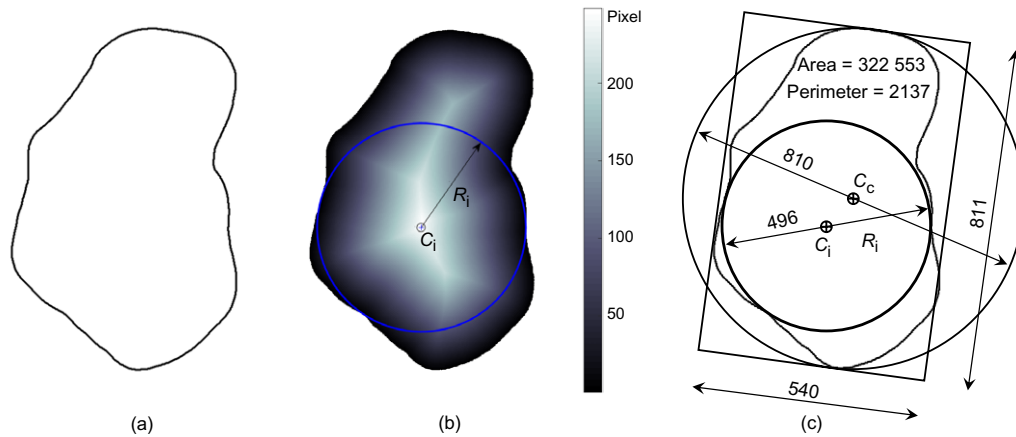 Pixel
200
150
100
50
R_i
C_i
Area = 322 553
Perimeter = 2137
810
C_c
496
C_i
R_i
811
540
(a)
(b)
(c)